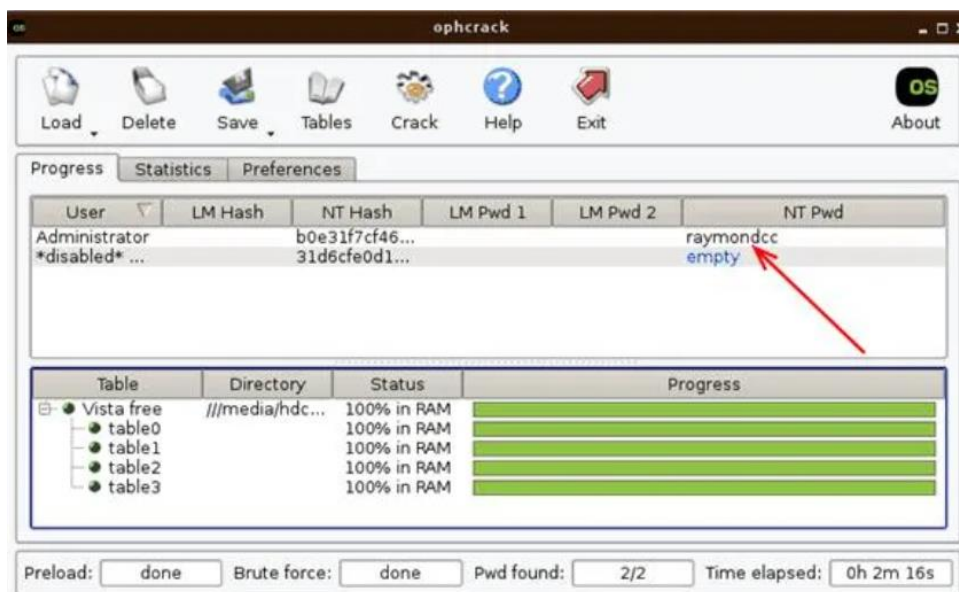 os ophcrack
Load Delete Save Tables Crack Help Exit OS About
Progress Statistics Preferences
User LM Hash NT Hash LM Pwd 1 LM Pwd 2 NT Pwd
Administrator b0e31f7cf46... raymondcc
*disabled* ... 31d6cfe0d1... empty
Table Directory Status Progress
Vista free ///media/hdc... 100% in RAM
table0 100% in RAM
table1 100% in RAM
table2 100% in RAM
table3 100% in RAM
Preload: done Brute force: done Pwd found: 2/2 Time elapsed: 0h 2m 16s